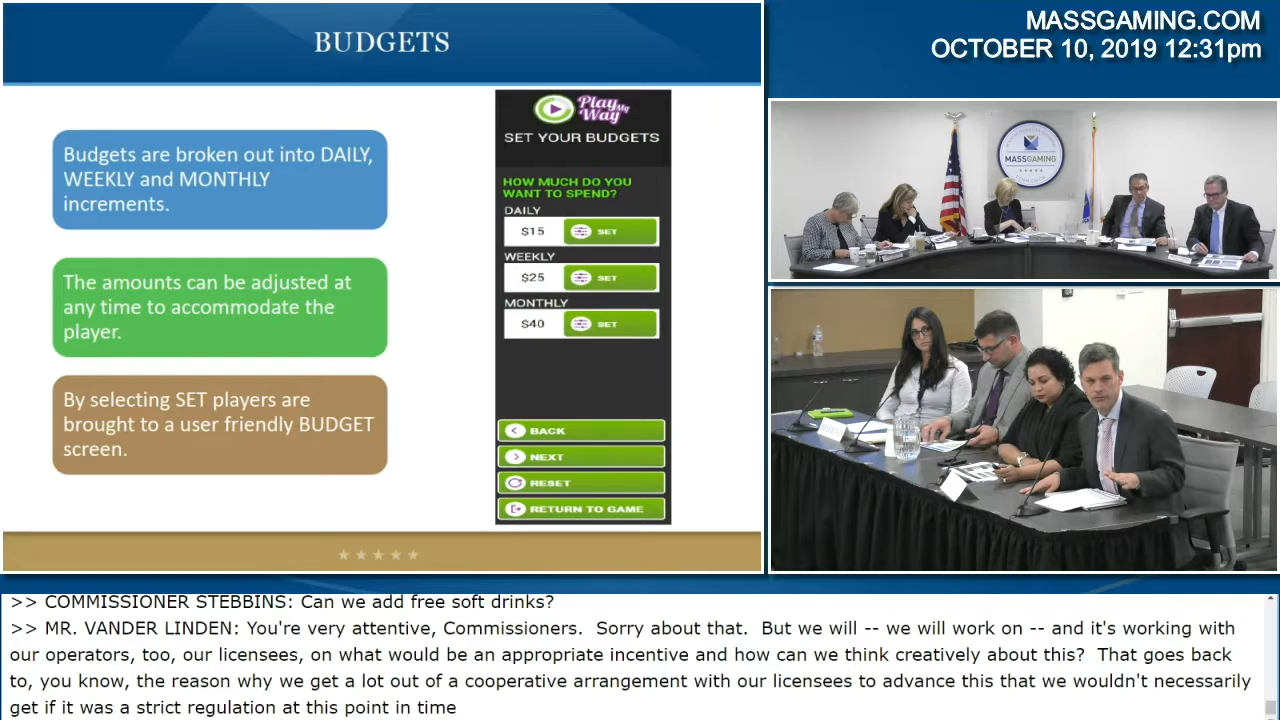 MASSGAMING.COM
OCTOBER 10, 2019 12:31pm
BUDGETS
Budgets are broken out into DAILY,
WEEKLY and MONTHLY
increments.
The amounts can be adjusted at
any time to accommodate the
player.
By selecting SET players are
brought to a user friendly BUDGET
screen.
Play My
Way
SET YOUR BUDGETS
HOW MUCH DO YOU
WANT TO SPEND?
DAILY
$15 SET
WEEKLY
$25 SET
MONTHLY
$40 SET
BACK
NEXT
RESET
RETURN TO GAME
MASSGAMING
>> COMMISSIONER STEBBINS: Can we add free soft drinks?
>> MR. VANDER LINDEN: You're very attentive, Commissioners. Sorry about that. But we will -- we will work on -- and it's working with
our operators, too, our licensees, on what would be an appropriate incentive and how can we think creatively about this? That goes back
to, you know, the reason why we get a lot out of a cooperative arrangement with our licensees to advance this that we wouldn't necessarily
get if it was a strict regulation at this point in time